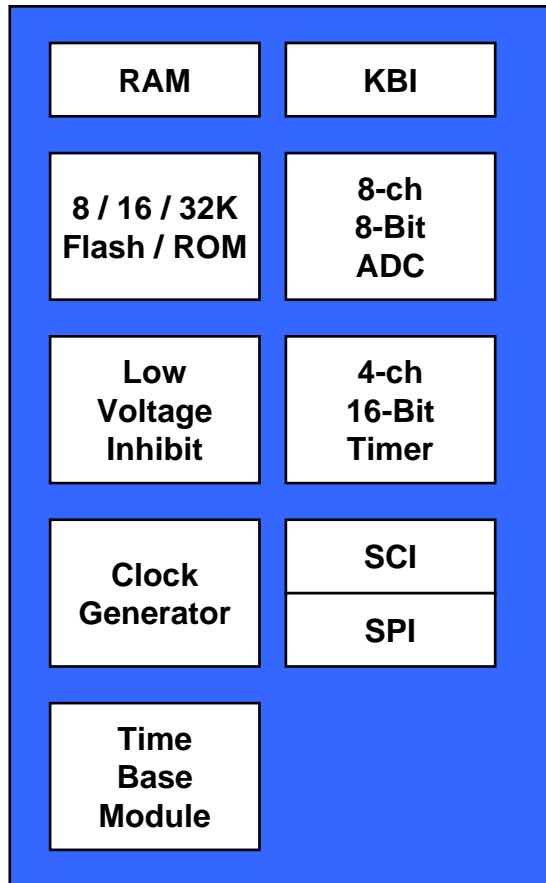 RAM
KBI
8 / 16 / 32K
Flash / ROM
8-ch
8-Bit
ADC
Low
Voltage
Inhibit
4-ch
16-Bit
Timer
Clock
Generator
SCI
SPI
Time
Base
Module